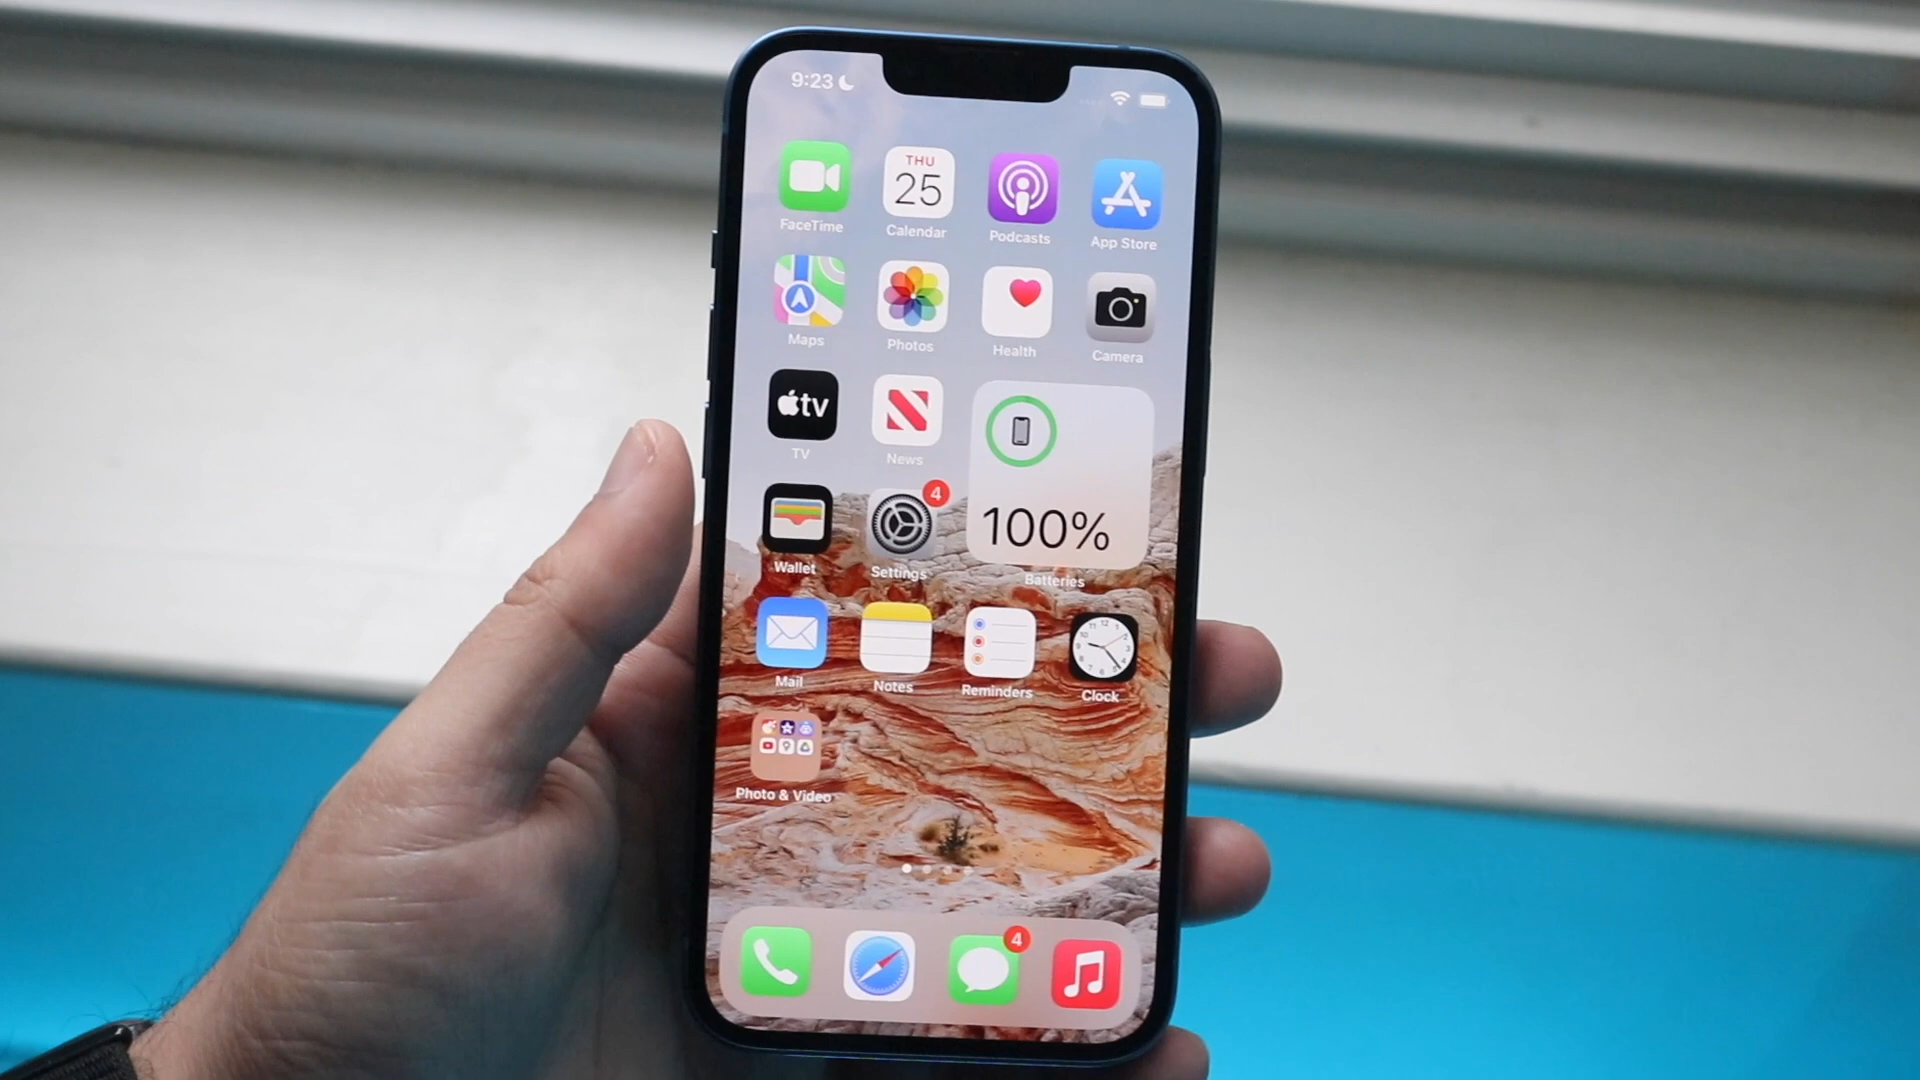 9:23
THU
25
FaceTime
Calendar
Podcasts
App Store
Maps
Photos
Health
Camera
tv
TV
News
100%
4
Wallet
Settings
Batteries
Mail
Notes
Reminders
Clock
Photo & Video
4